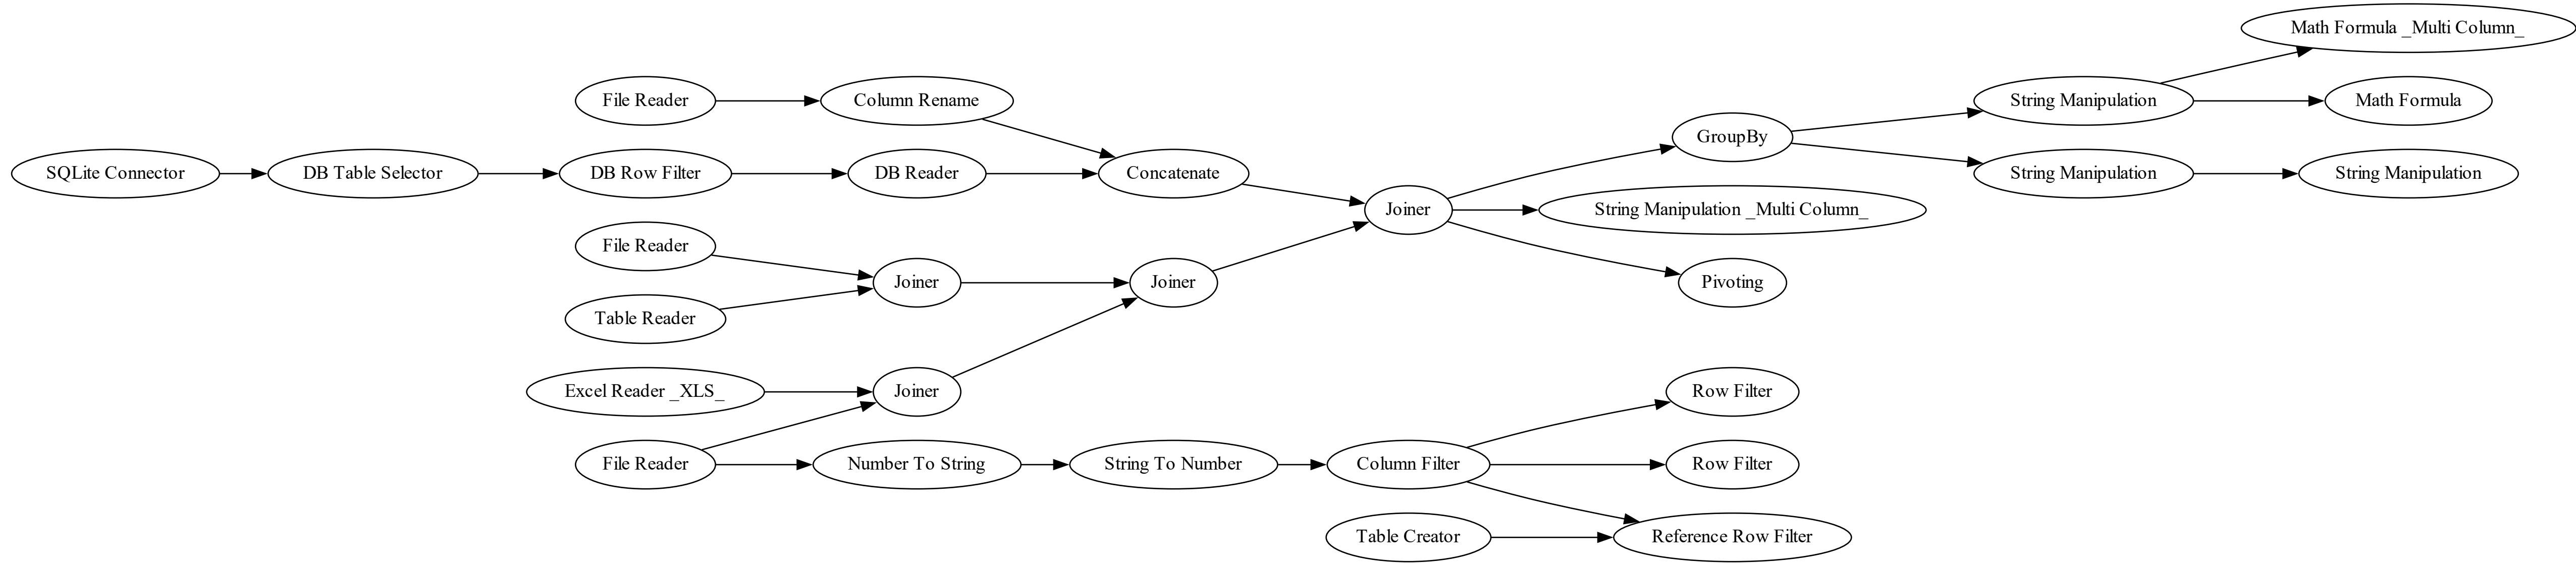 Math Formula _Multi Column_
File Reader
Column Rename
String Manipulation
Math Formula
GroupBy
SQLite Connector
DB Table Selector
DB Row Filter
DB Reader
Concatenate
String Manipulation
String Manipulation
Joiner
String Manipulation _Multi Column_
File Reader
Joiner
Joiner
Pivoting
Table Reader
Excel Reader _XLS_
Joiner
Row Filter
File Reader
Number To String
String To Number
Column Filter
Row Filter
Table Creator
Reference Row Filter